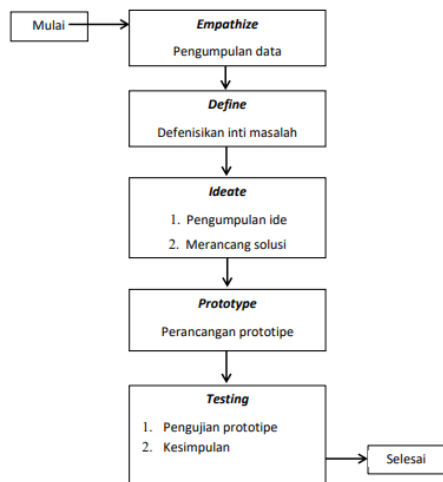 Mulai
Empathize
Pengumpulan data
Define
Defenisikan inti masalah
Ideate
1. Pengumpulan ide
2. Merancang solusi
Prototype
Perancangan prototipe
Testing
1. Pengujian prototipe
2. Kesimpulan
Selesai